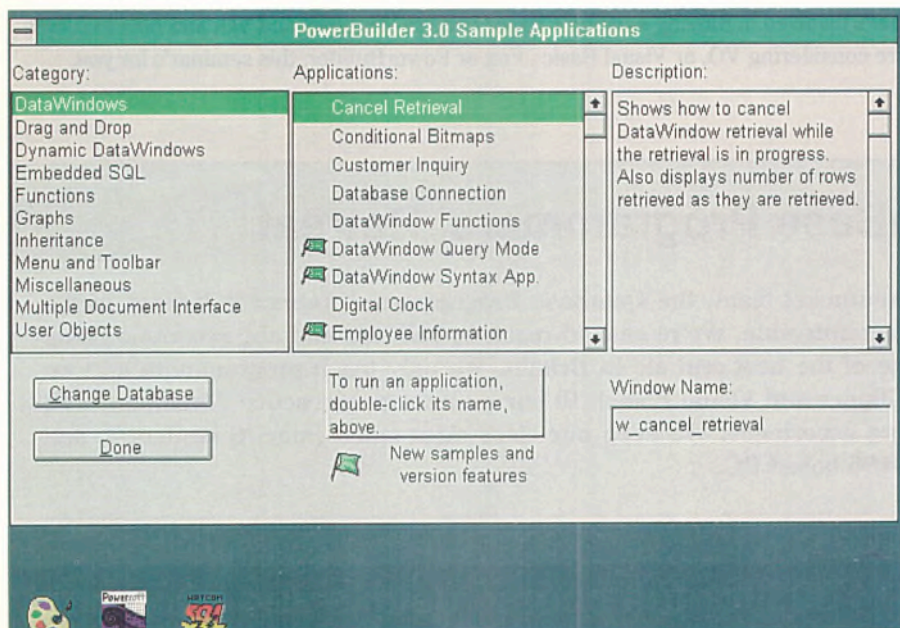 PowerBuilder 3.0 Sample Applications
Category:
DataWindows
Drag and Drop
Dynamic DataWindows
Embedded SQL
Functions
Graphs
Inheritance
Menu and Toolbar
Miscellaneous
Multiple Document Interface
User Objects
Applications:
Cancel Retrieval
Conditional Bitmaps
Customer Inquiry
Database Connection
DataWindow Functions
DataWindow Query Mode
DataWindow Syntax App.
Digital Clock
Employee Information
Description:
Shows how to cancel
DataWindow retrieval while
the retrieval is in progress.
Also displays number of rows
retrieved as they are retrieved.
Change Database
Done
To run an application,
double-click its name,
above.
New samples and
version features
Window Name:
w_cancel_retrieval
Powersoft
WATCOM
SQL